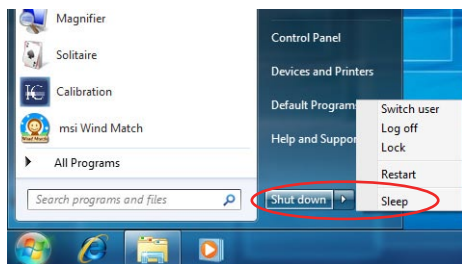 Magnifier
Solitaire
Calibration
msi Wind Match
All Programs
Search programs and files
Control Panel
Devices and Printers
Default Program
Help and Suppor
Shut down
Switch user
Log off
Lock
Restart
Sleep